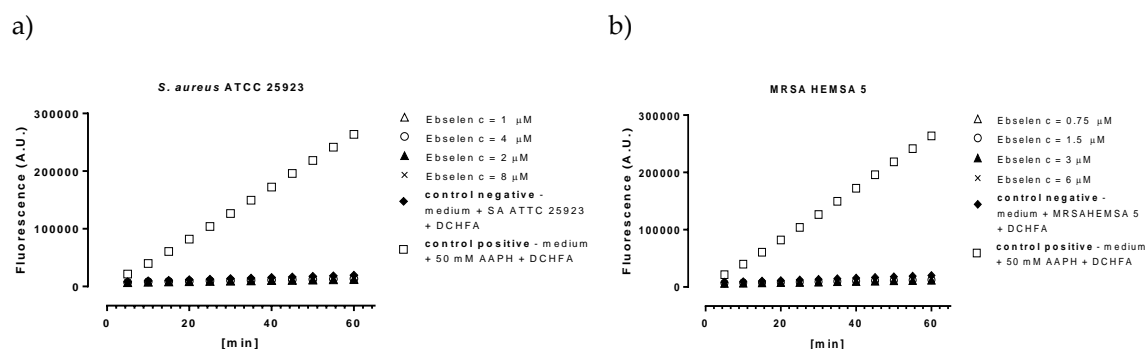 a)
S. aureus ATCC 25923
Fluorescence (A.U.)
300000
200000
100000
0
0 20 40 60
[min]
Ebselen c = 1 μM
Ebselen c = 4 μM
Ebselen c = 2 μM
Ebselen c = 8 μM
control negative -
medium + SA ATTC 25923
+ DCHFA
control positive - medium
+ 50 mM AAPH + DCHFA
b)
MRSA HEMSA 5
Fluorescence (A.U.)
300000
200000
100000
0
0 20 40 60
[min]
Ebselen c = 0.75 μM
Ebselen c = 1.5 μM
Ebselen c = 3 μM
Ebselen c = 6 μM
control negative -
medium + MRSAHEMSA 5
+ DCHFA
control positive - medium
+ 50 mM AAPH + DCHFA